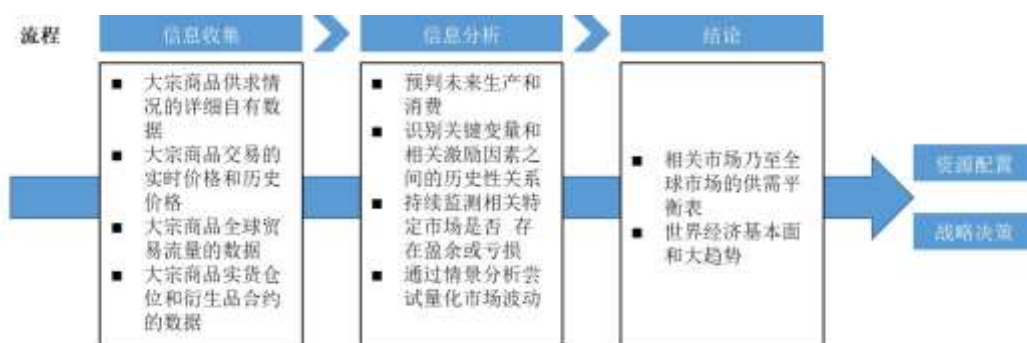 流程
信息收集
信息分析
结论
■ 大宗商品供求情
况的详细自有数
据
■ 大宗商品交易的
实时价格和历史
价格
■ 大宗商品全球贸
易流量的数据
■ 大宗商品实货仓
位和衍生品合约
的数据
■ 预判未来生产和
消费
■ 识别关键变量和
相关激励因素之
间的历史性关系
■ 持续监测相关特
定市场是否 存
在盈余或亏损
■ 通过情景分析尝
试量化市场波动
■ 相关市场乃至全
球市场的供需平
衡表
■ 世界经济基本面
和大趋势
资源配置
战略决策